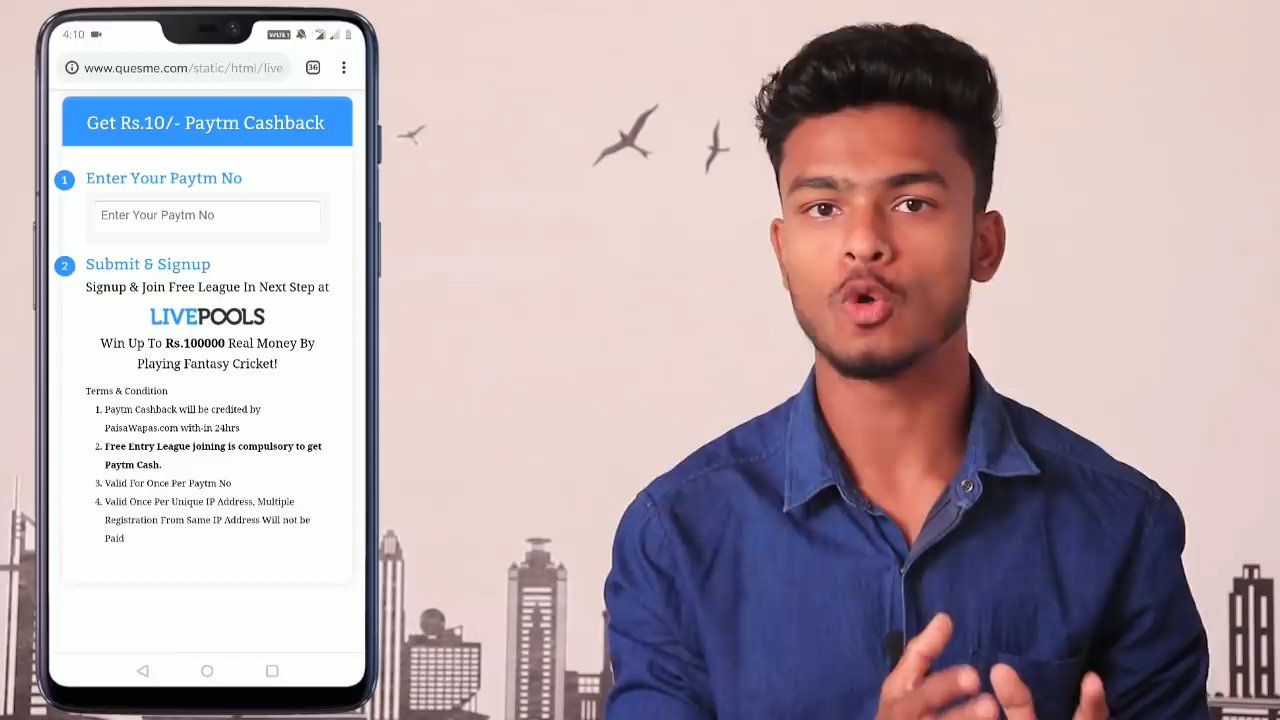 4:10
www.quesme.com/static/html/live
36
Get Rs.10/- Paytm Cashback
1 Enter Your Paytm No
Enter Your Paytm No
2 Submit & Signup
Signup & Join Free League In Next Step at
LIVEPOOLS
Win Up To Rs.100000 Real Money By
Playing Fantasy Cricket!
Terms & Condition
1. Paytm Cashback will be credited by
PaisaWapas.com with-in 24hrs
2. Free Entry League joining is compulsory to get
Paytm Cash.
3. Valid For Once Per Paytm No
4. Valid Once Per Unique IP Address, Multiple
Registration From Same IP Address Will not be
Paid